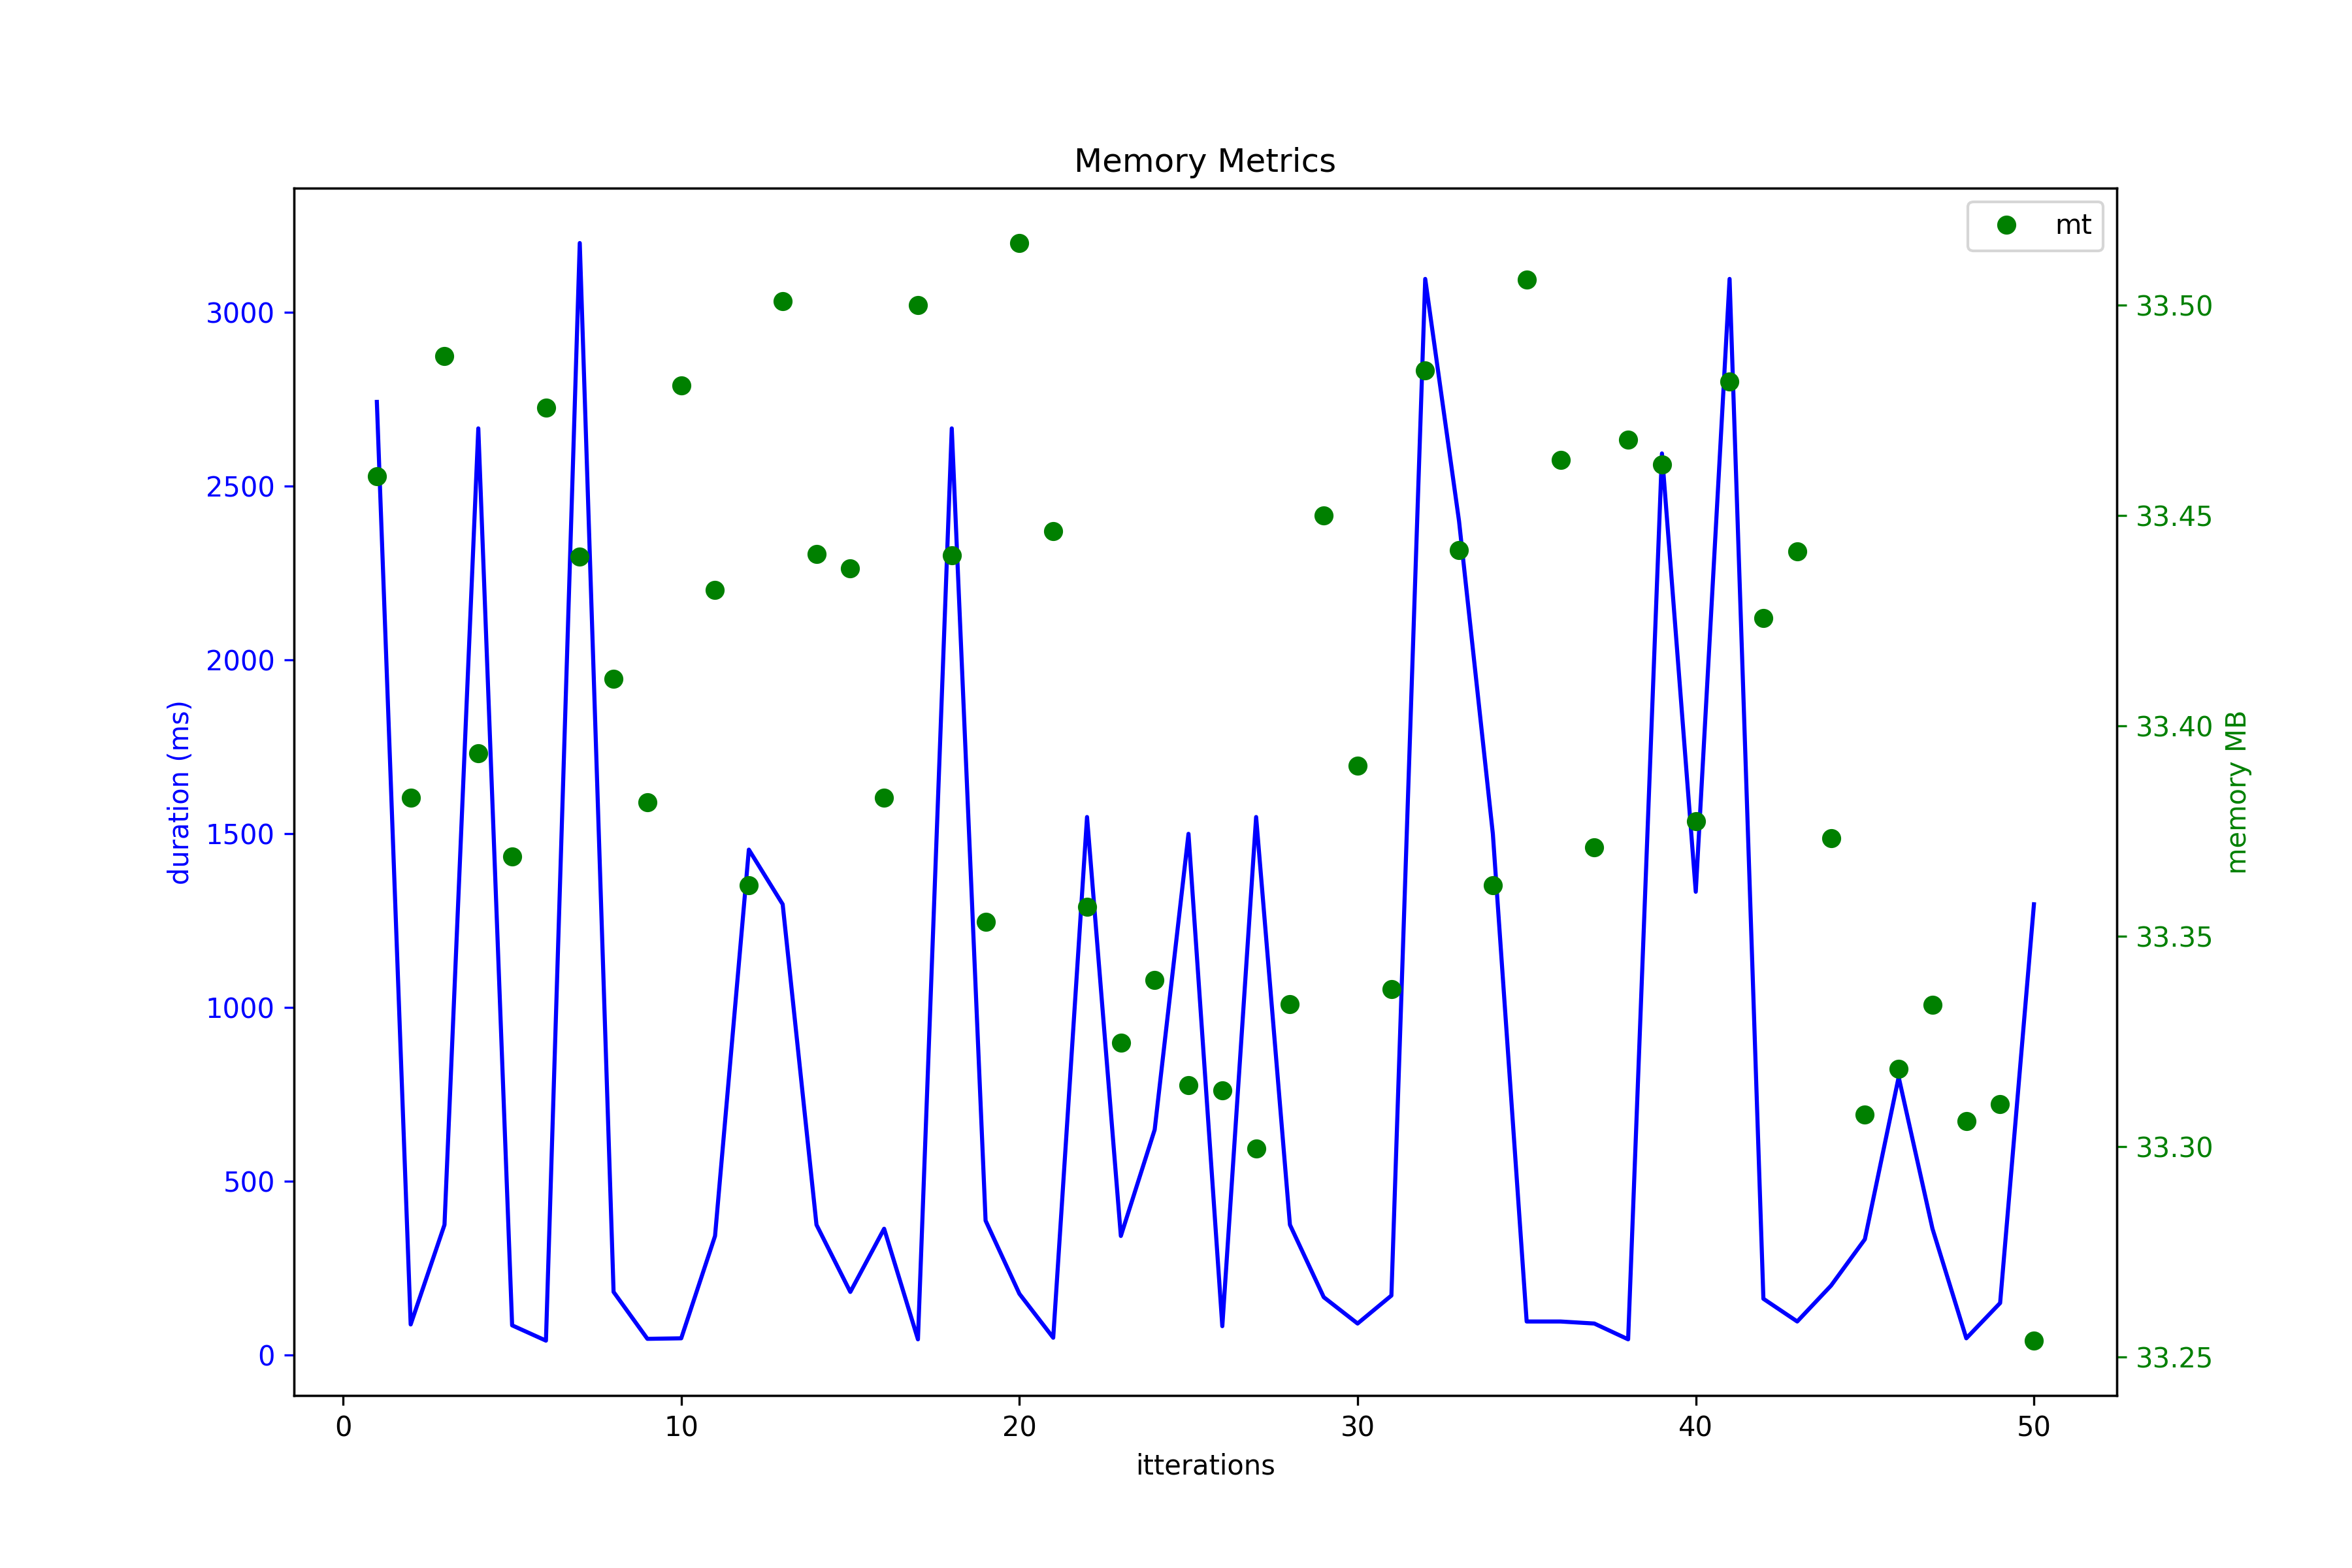 Memory Metrics
mt
3000
2500
2000
1500
1000
500
0
duration (ms)
33.50
33.45
33.40
33.35
33.30
33.25
memory MB
0 10 20 30 40 50
itterations